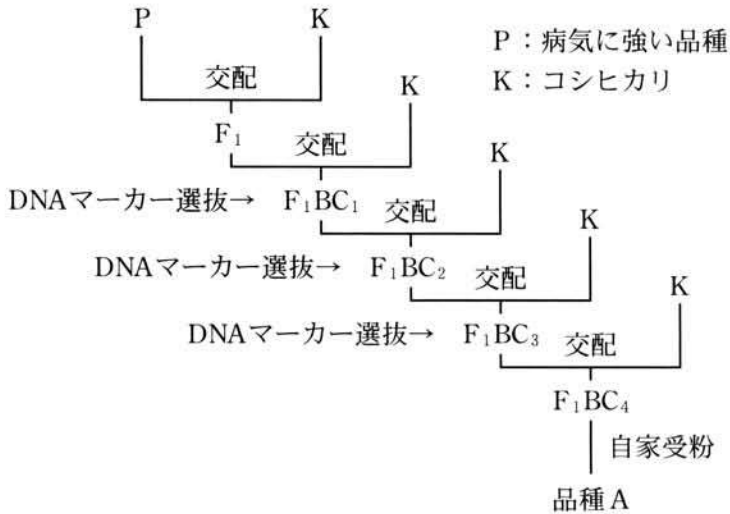 P K
P：病気に強い品種
交配
K：コシヒカリ
K
F₁
交配
K
DNAマーカー選抜→ F₁BC₁
交配
K
DNAマーカー選抜→ F₁BC₂
交配
K
DNAマーカー選抜→ F₁BC₃
交配
F₁BC₄
自家受粉
品種A